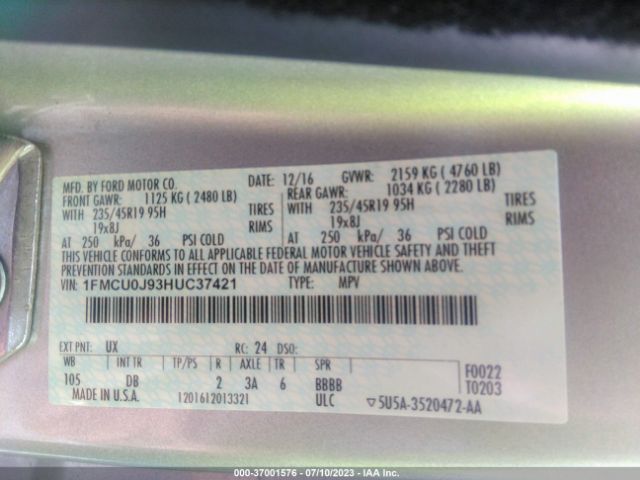 MFD. BY FORD MOTOR CO.
DATE: 12/16 GVWR: 2159 KG ( 4760 LB)
FRONT GAWR: 1125 KG ( 2480 LB)
REAR GAWR: 1034 KG ( 2280 LB)
WITH 235/45R19 95H TIRES
WITH 235/45R19 95H TIRES
19x8J RIMS
19x8J RIMS
AT 250 kPa/ 36 PSI COLD
AT 250 kPa/ 36 PSI COLD
THIS VEHICLE CONFORMS TO ALL APPLICABLE FEDERAL MOTOR VEHICLE SAFETY AND THEFT
PREVENTION STANDARDS IN EFFECT ON THE DATE OF MANUFACTURE SHOWN ABOVE.
VIN: 1FMCU0J93HUC37421 TYPE: MPV
EXT PNT: UX RC: 24 DSO:
WB INT TR TP/PS R AXLE TR SPR
105 DB 2 3A 6 BBBB
F0022
T0203
MADE IN U.S.A. 1201612013321 ULC ▽5U5A-3520472-AA
000-37001576 - 07/10/2023 - IAA Inc.